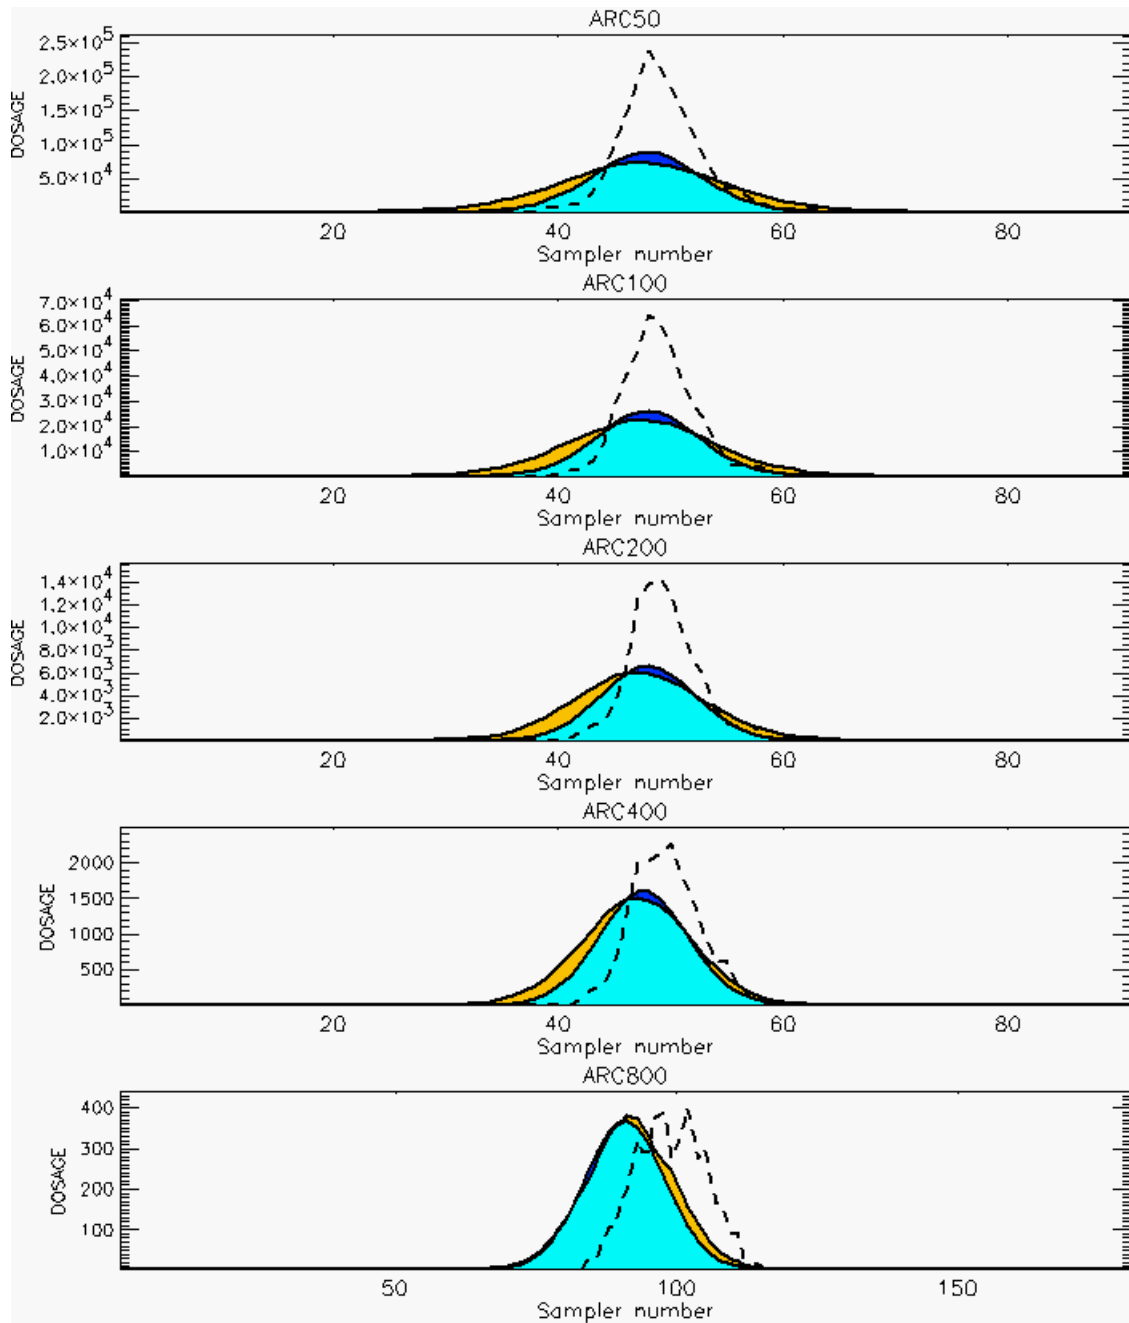 ARC50
2.5×10⁵
2.0×10⁵
1.5×10⁵
1.0×10⁵
5.0×10⁴
DOSAGE
20 40 60 80
Sampler number
ARC100
7.0×10⁴
6.0×10⁴
5.0×10⁴
4.0×10⁴
3.0×10⁴
2.0×10⁴
1.0×10⁴
DOSAGE
20 40 60 80
Sampler number
ARC200
1.4×10⁴
1.2×10⁴
1.0×10⁴
8.0×10³
6.0×10³
4.0×10³
2.0×10³
DOSAGE
20 40 60 80
Sampler number
ARC400
2000
1500
1000
500
DOSAGE
20 40 60 80
Sampler number
ARC800
400
300
200
100
DOSAGE
50 100 150
Sampler number